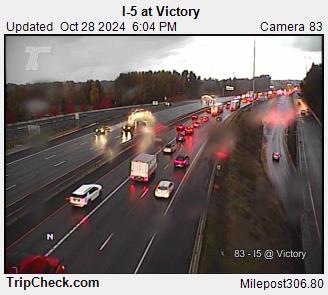 I-5 at Victory
Updated Oct 28 2024 6:04 PM Camera 83
N
83 - I5 @ Victory
TripCheck.com Milepost306.80